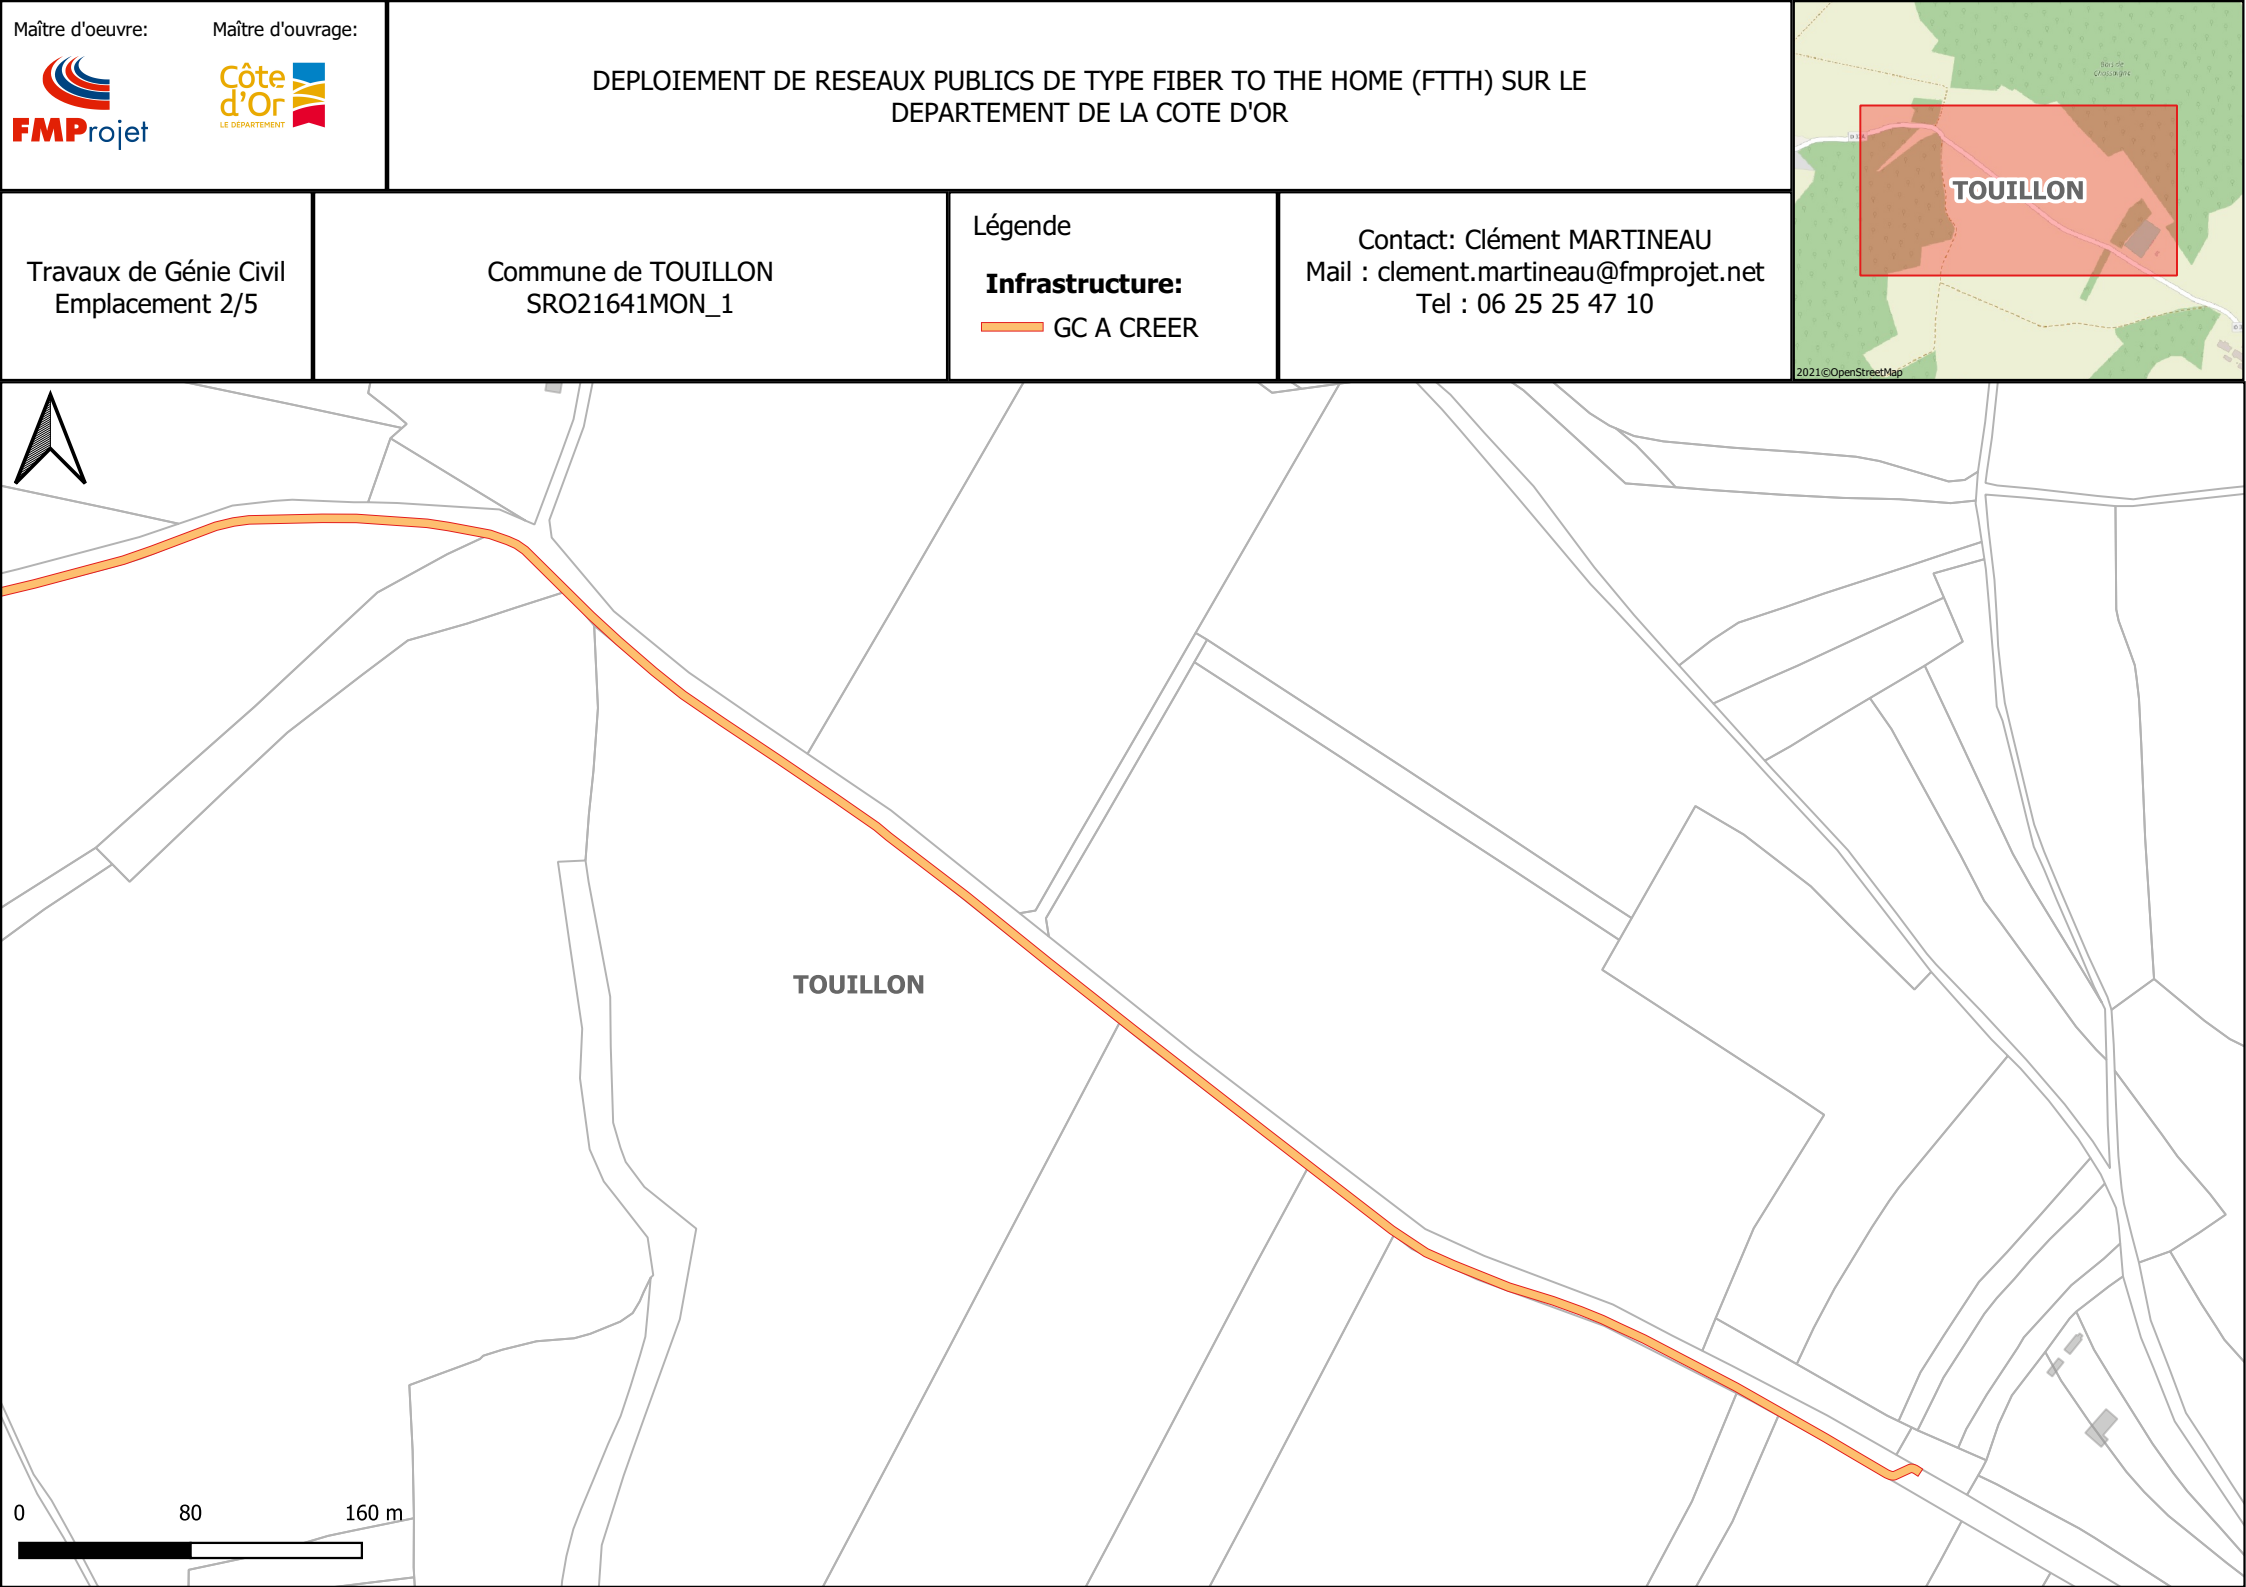 Maître d'oeuvre:
Maître d'ouvrage:
FMProjet
Côte
d'Or
LE DÉPARTEMENT
DEPLOIEMENT DE RESEAUX PUBLICS DE TYPE FIBER TO THE HOME (FTTH) SUR LE
DEPARTEMENT DE LA COTE D'OR
Travaux de Génie Civil
Emplacement 2/5
Commune de TOUILLON
SRO21641MON_1
Légende
Infrastructure:
GC A CREER
Contact: Clément MARTINEAU
Mail : clement.martineau@fmprojet.net
Tel : 06 25 25 47 10
Bois de
TOUILLON
2021©OpenStreetMap
TOUILLON
0 80 160 m